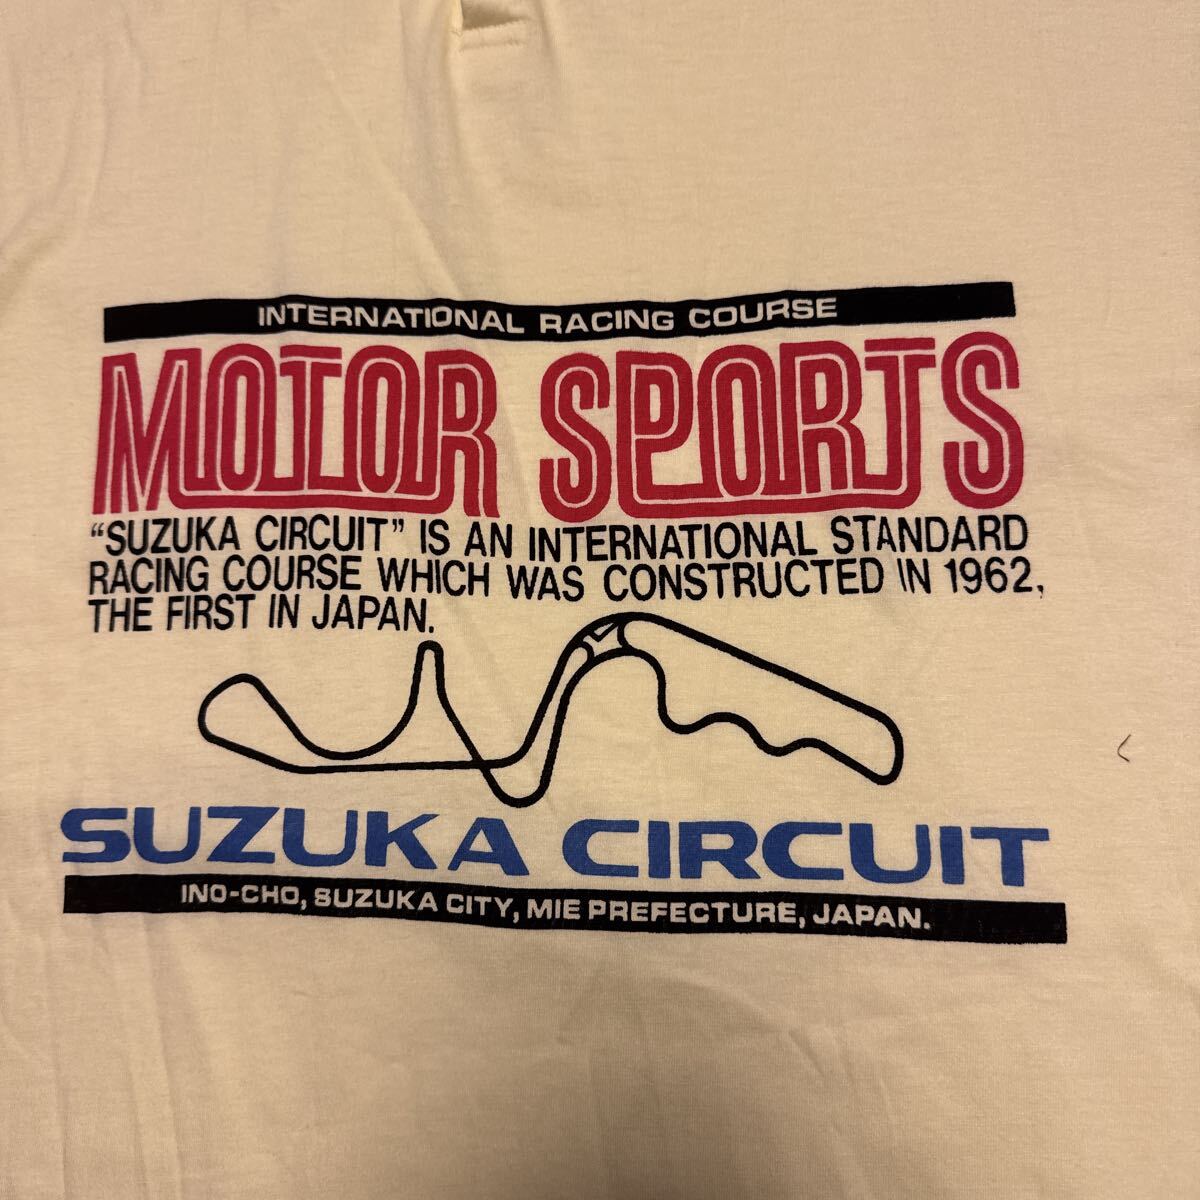 INTERNATIONAL RACING COURSE
MOTOR SPORTS
“SUZUKA CIRCUIT” IS AN INTERNATIONAL STANDARD
RACING COURSE WHICH WAS CONSTRUCTED IN 1962,
THE FIRST IN JAPAN.
SUZUKA CIRCUIT
INO-CHO, SUZUKA CITY, MIE PREFECTURE, JAPAN.